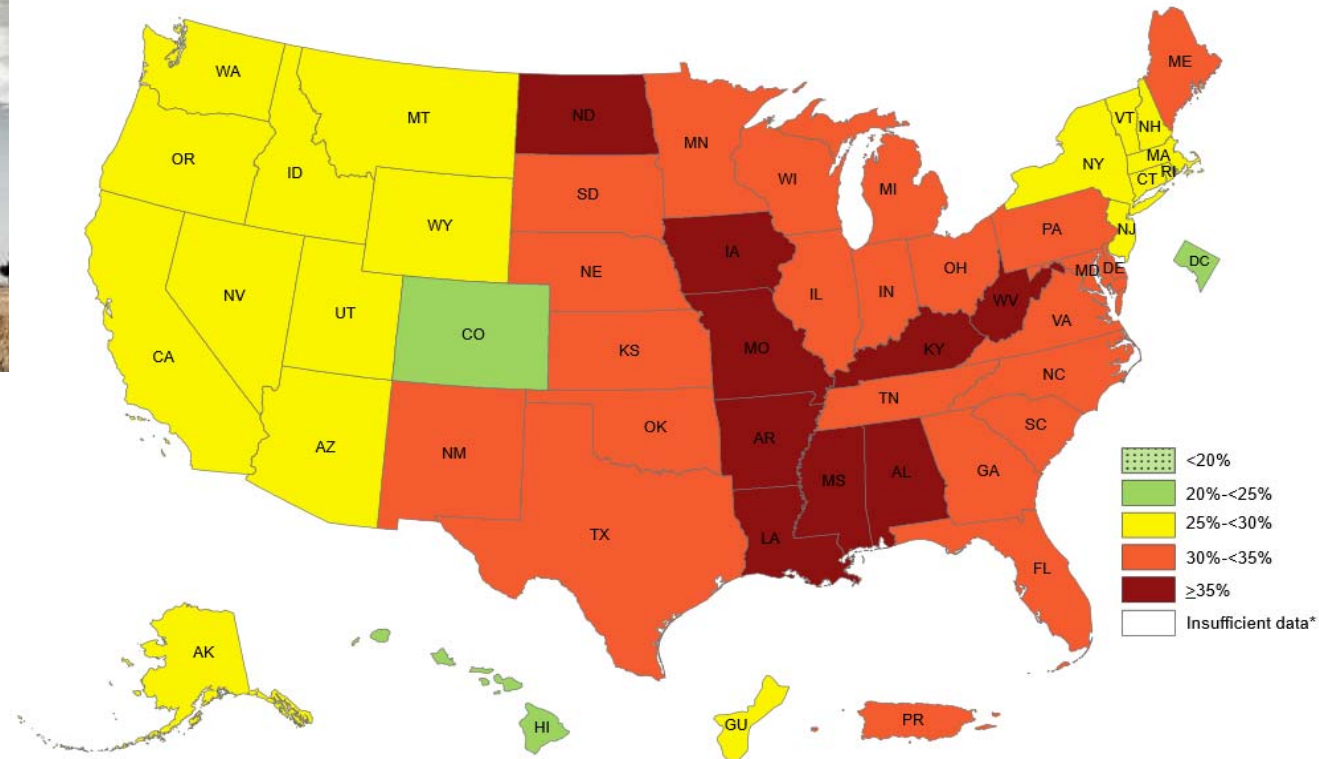 ME
WA
MT
ND
MN
VT
NH
OR
ID
SD
WI
MI
NY
MA
CT
RI
WY
IA
NE
PA
NJ
IL
IN
OH
MD
DE
DC
NV
UT
CO
KS
MO
KY
WV
VA
CA
AZ
NM
OK
AR
TN
NC
SC
TX
LA
MS
AL
GA
FL
<20%
20%-<25%
25%-<30%
30%-<35%
≥35%
Insufficient data*
AK
HI
GU
PR